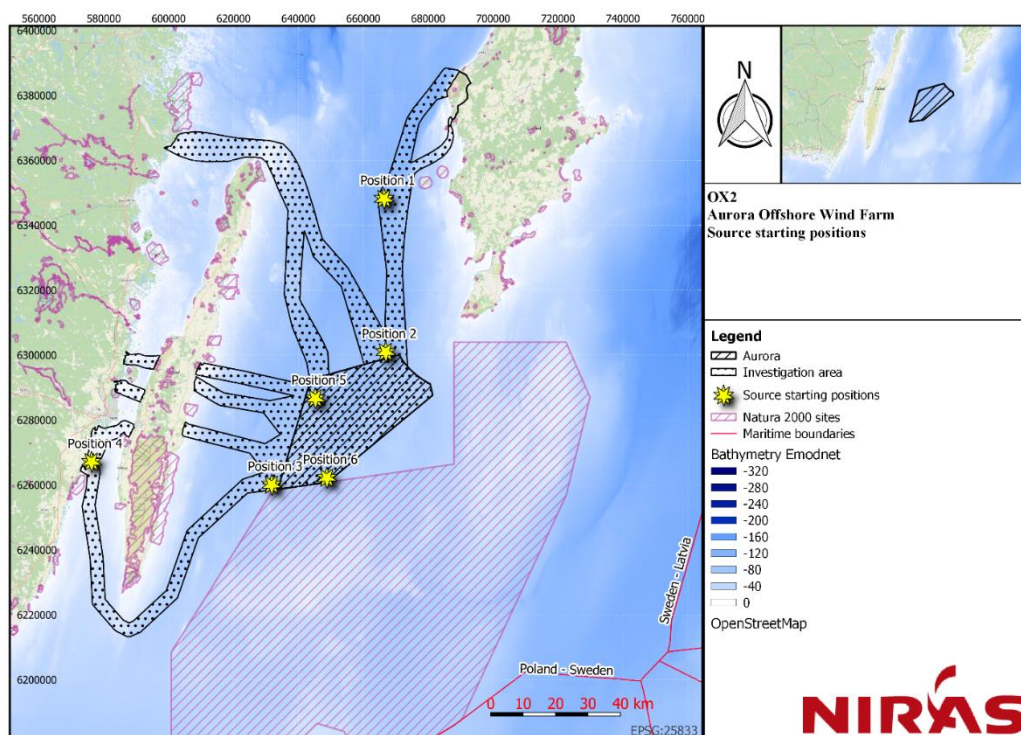 560000
580000
600000
620000
640000
660000
680000
700000
720000
740000
760000
6400000
6380000
6360000
6340000
6320000
6300000
6280000
6260000
6240000
6220000
6200000
Position 1
Position 2
Position 5
Position 4
Position 3
Position 6
Sweden - Latvia
Poland - Sweden
0 10 20 30 40 km
EPSG:25833
N
OX2
Aurora Offshore Wind Farm
Source starting positions
Legend
Aurora
Investigation area
Source starting positions
Natura 2000 sites
Maritime boundaries
Bathymetry Emodnet
-320
-280
-240
-200
-160
-120
-80
-40
0
OpenStreetMap
NIRAS